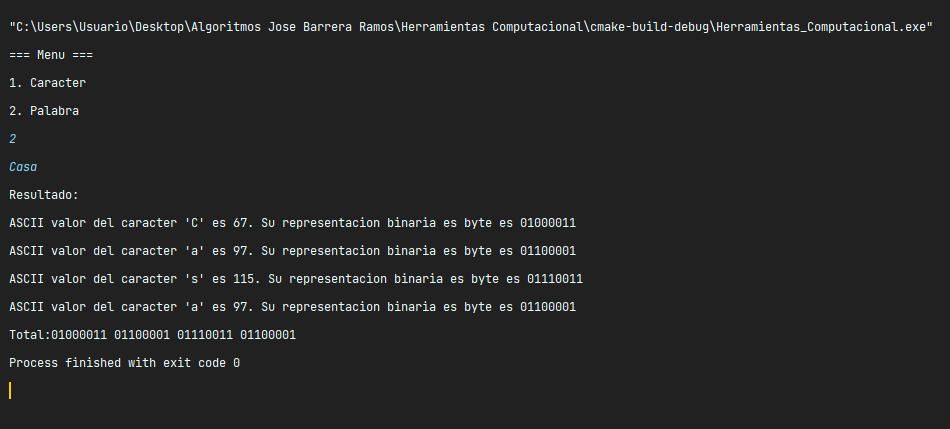 "C:\Users\Usuario\Desktop\Algoritmos Jose Barrera Ramos\Herramientas Computacional\cmake-build-debug\Herramientas_Computacional.exe"
=== Menu ===
1. Caracter
2. Palabra
2
Casa
Resultado:
ASCII valor del caracter 'C' es 67. Su representacion binaria es byte es 01000011
ASCII valor del caracter 'a' es 97. Su representacion binaria es byte es 01100001
ASCII valor del caracter 's' es 115. Su representacion binaria es byte es 01110011
ASCII valor del caracter 'a' es 97. Su representacion binaria es byte es 01100001
Total:01000011 01100001 01110011 01100001
Process finished with exit code 0